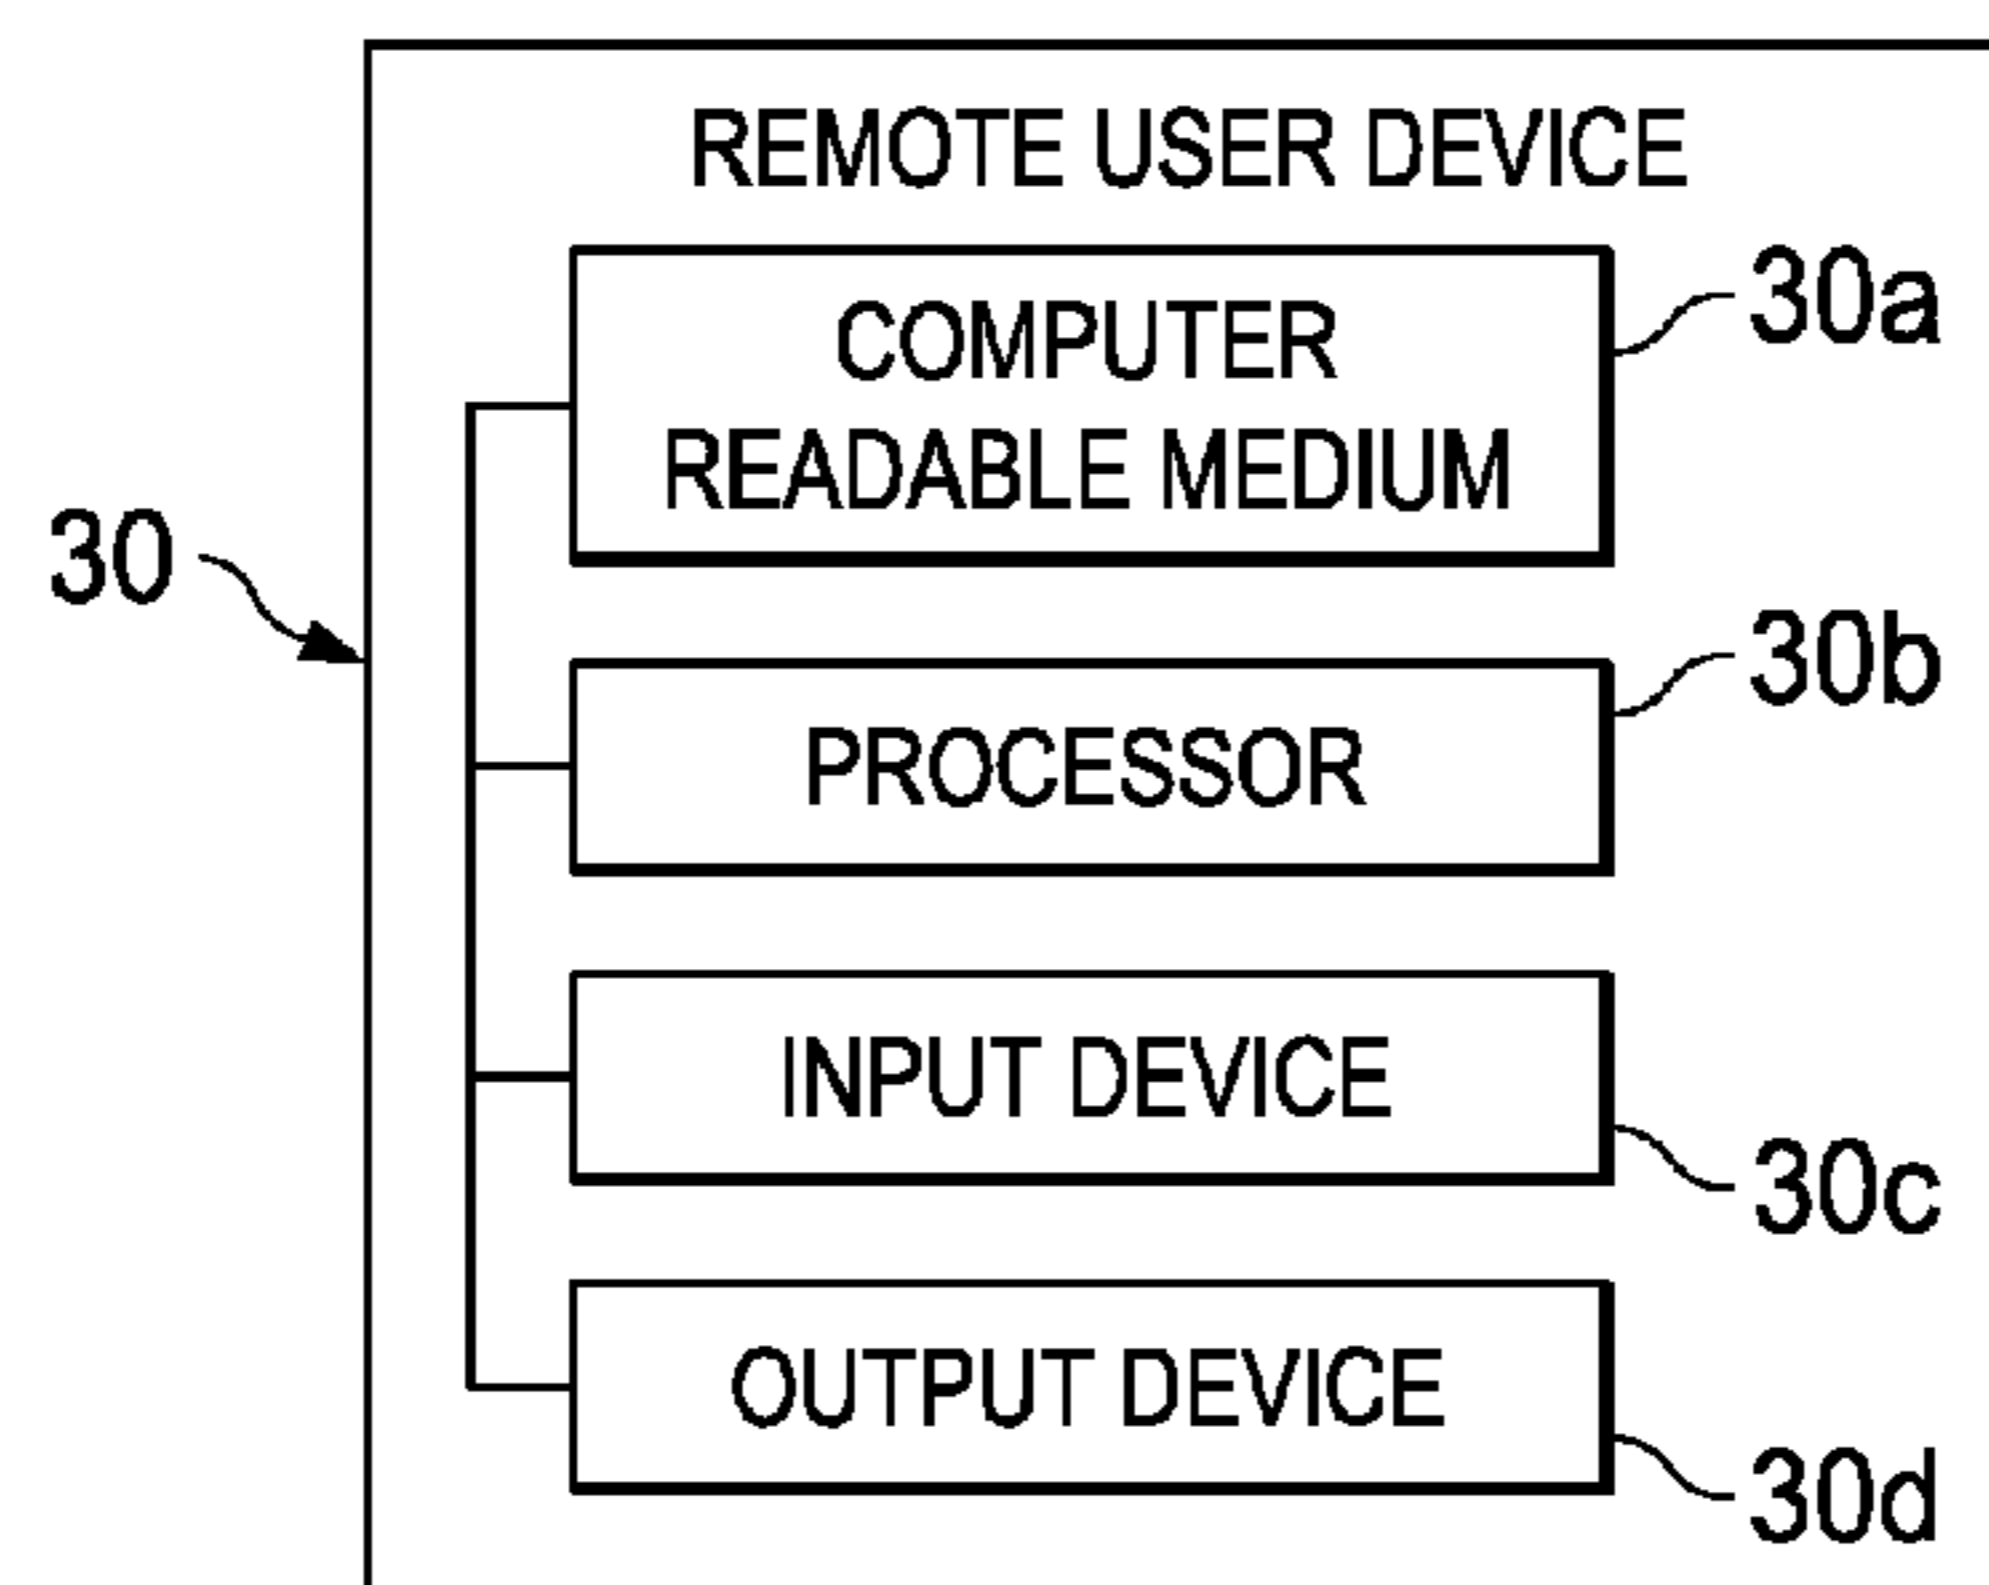 REMOTE USER DEVICE
COMPUTER
READABLE MEDIUM
30a
30
PROCESSOR
30b
INPUT DEVICE
30c
OUTPUT DEVICE
30d